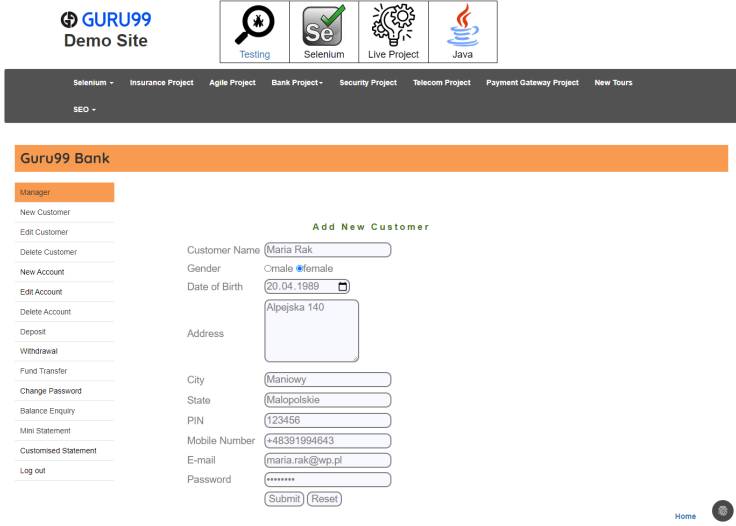 GURU99
Demo Site
Testing
Selenium
Live Project
Java
Selenium
Insurance Project
Agile Project
Bank Project
Security Project
Telecom Project
Payment Gateway Project
New Tours
SEO
Guru99 Bank
Manager
New Customer
Edit Customer
Delete Customer
New Account
Edit Account
Delete Account
Deposit
Withdrawal
Fund Transfer
Change Password
Balance Enquiry
Mini Statement
Customised Statement
Log out
Add New Customer
Customer Name Maria Rak
Gender male female
Date of Birth 20.04.1989
Address Alpejska 140
City Maniowy
State Malopolskie
PIN 123456
Mobile Number +48391994643
E-mail maria.rak@wp.pl
Password ••••••••
Submit Reset
Home